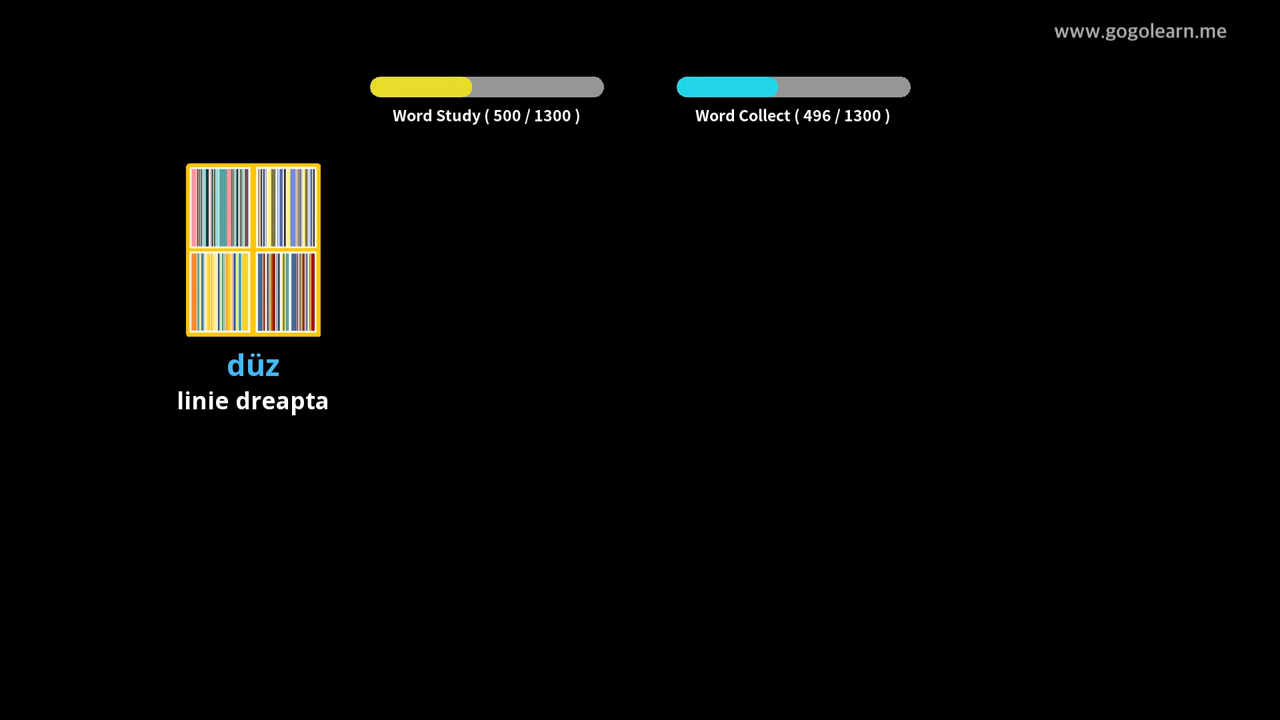 www.gogolearn.me
Word Study ( 500 / 1300 )
Word Collect ( 496 / 1300 )
düz
linie dreapta